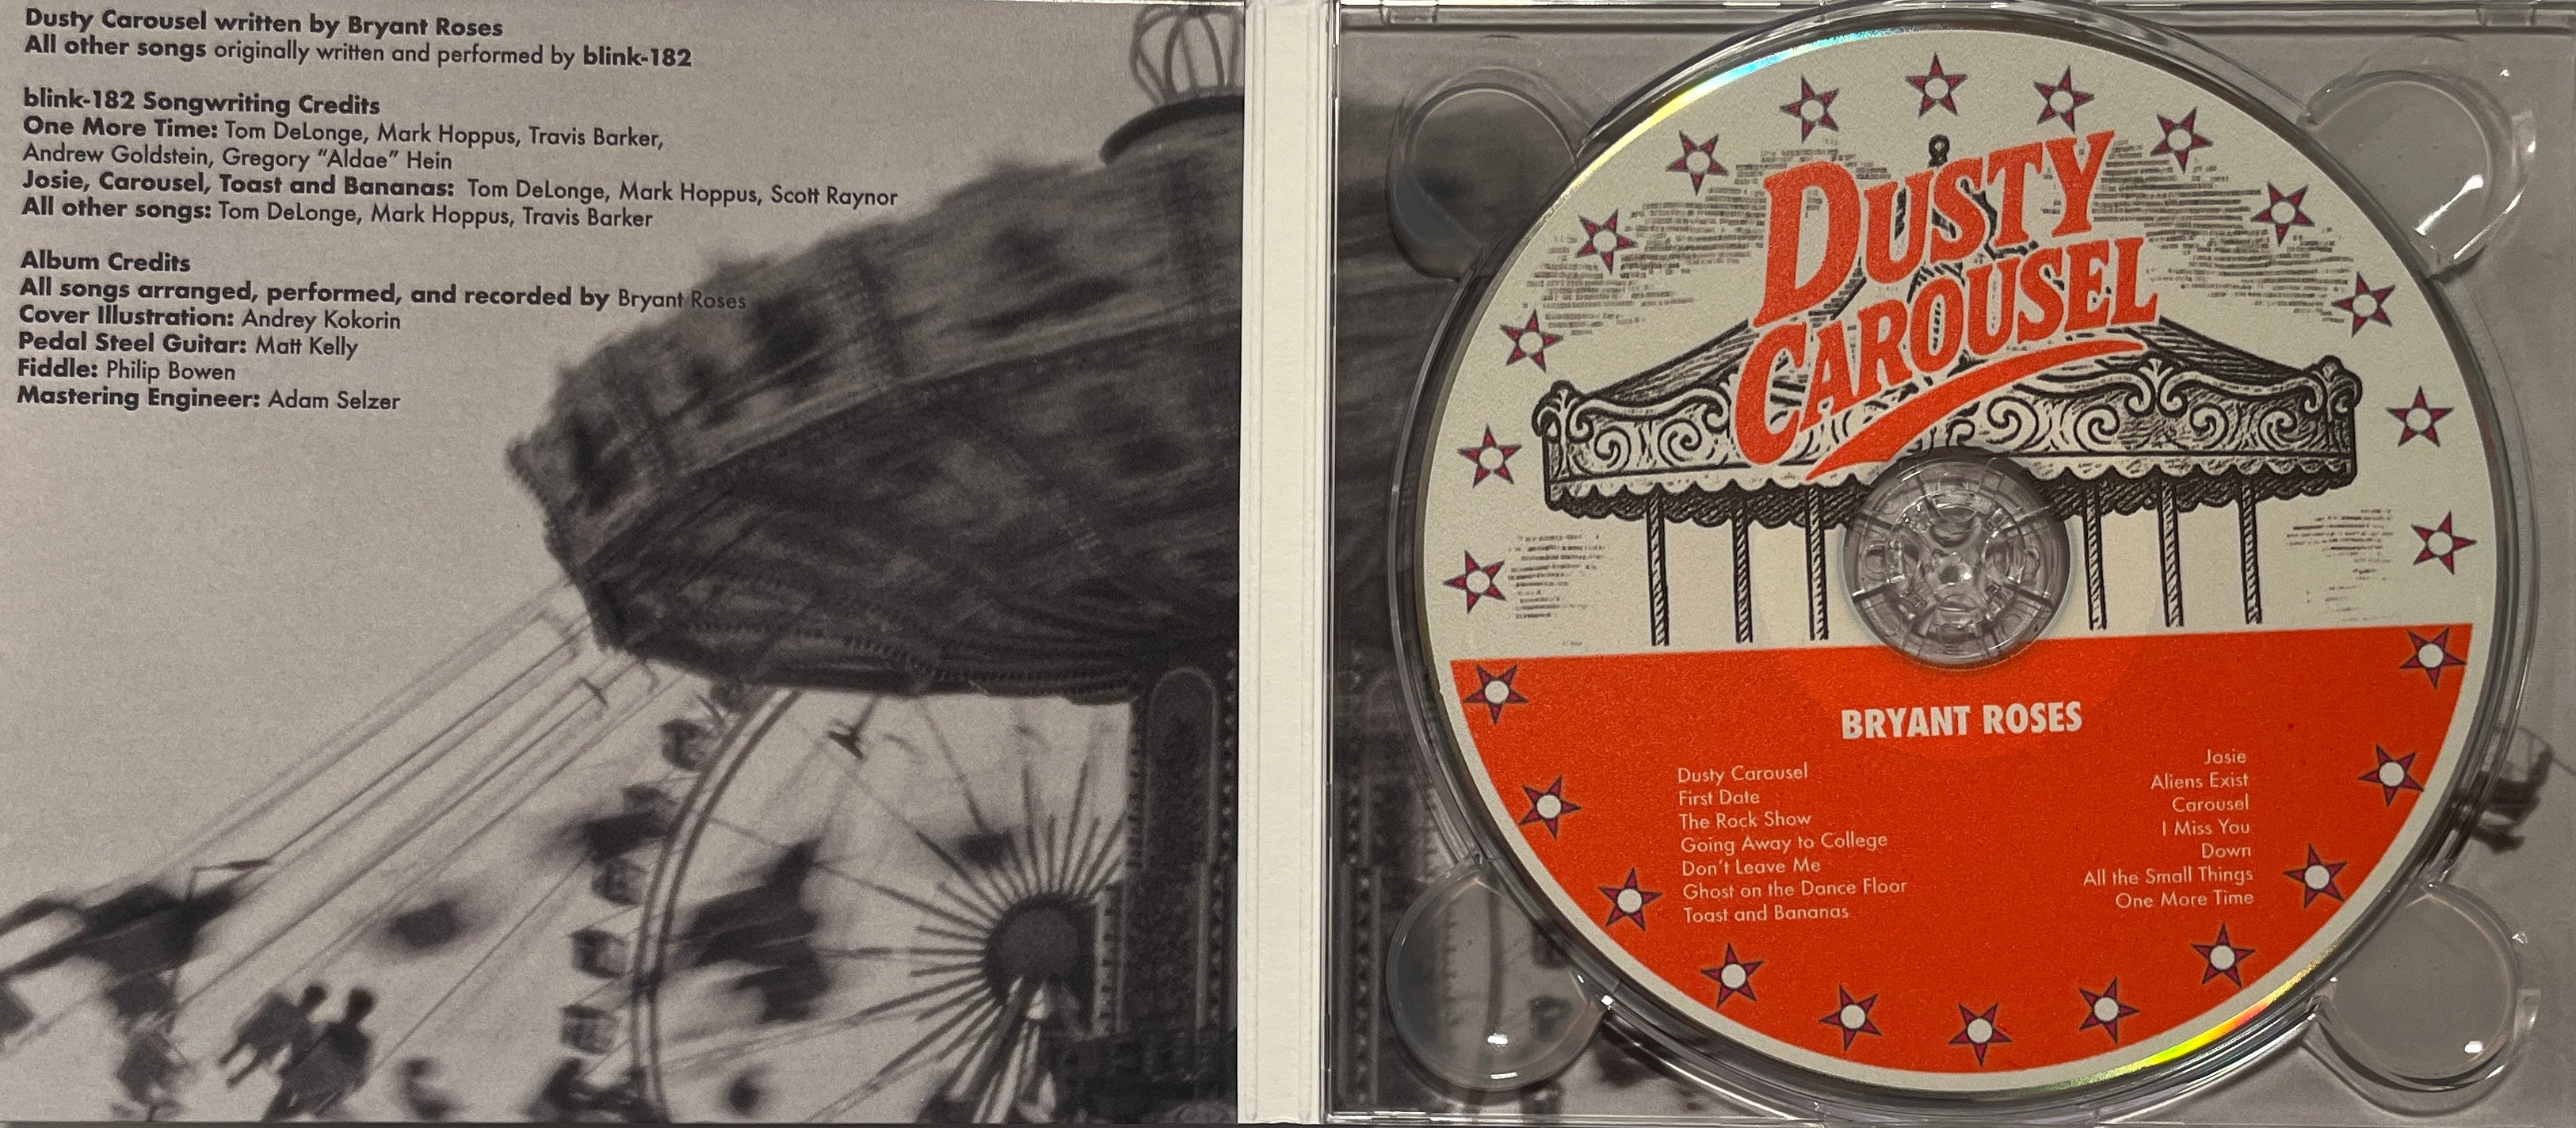 Dusty Carousel written by Bryant Roses
All other songs originally written and performed by blink-182
blink-182 Songwriting Credits
One More Time: Tom DeLonge, Mark Hoppus, Travis Barker,
Andrew Goldstein, Gregory "Aldae" Hein
Josie, Carousel, Toast and Bananas: Tom DeLonge, Mark Hoppus, Scott Raynor
All other songs: Tom DeLonge, Mark Hoppus, Travis Barker
Album Credits
All songs arranged, performed, and recorded by Bryant Roses
Cover Illustration: Andrey Kokorin
Pedal Steel Guitar: Matt Kelly
Fiddle: Philip Bowen
Mastering Engineer: Adam Selzer
DUSTY
CAROUSEL
BRYANT ROSES
Dusty Carousel
First Date
The Rock Show
Going Away to College
Don't Leave Me
Ghost on the Dance Floor
Toast and Bananas
Josie
Aliens Exist
Carousel
I Miss You
Down
All the Small Things
One More Time